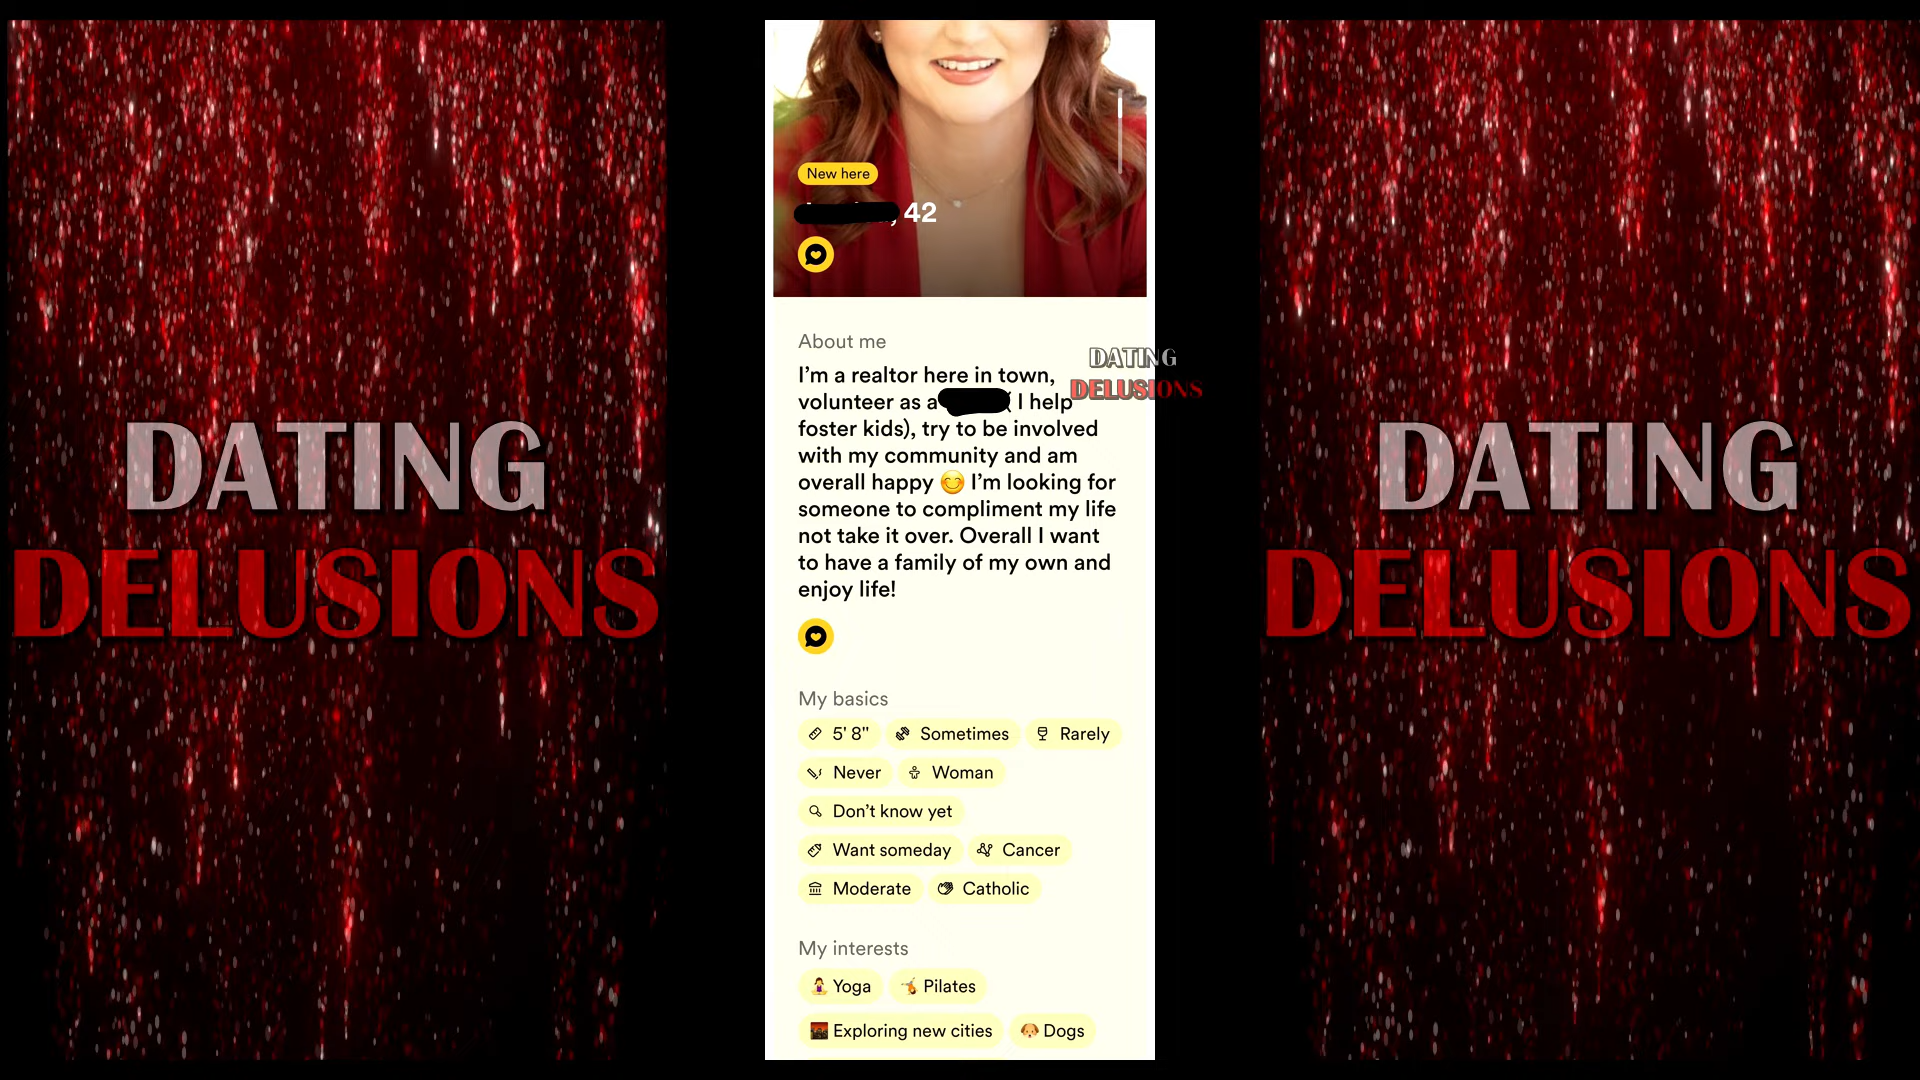 DATING
DELUSIONS
New here
, 42
About me
I'm a realtor here in town,
volunteer as a ( I help
foster kids), try to be involved
with my community and am
overall happy 😊 I'm looking for
someone to compliment my life
not take it over. Overall I want
to have a family of my own and
enjoy life!
DATING
DELUSIONS
My basics
5' 8"
Sometimes
Rarely
Never
Woman
Don't know yet
Want someday
Cancer
Moderate
Catholic
My interests
Yoga
Pilates
Exploring new cities
Dogs
DATING
DELUSIONS